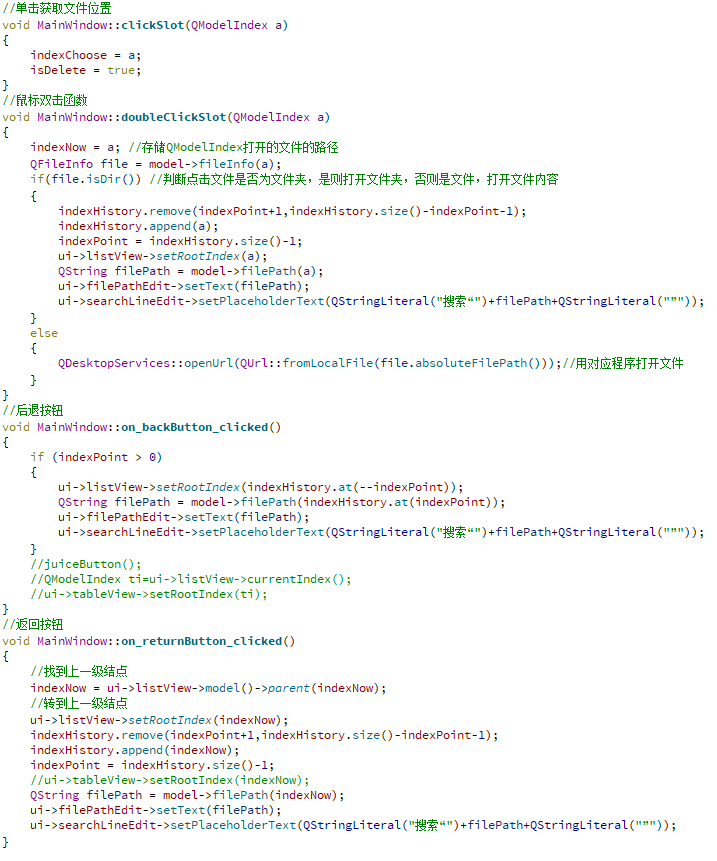 //单击获取文件位置
void MainWindow::clickSlot(QModelIndex a)
{
    indexChoose = a;
    isDelete = true;
}
//鼠标双击函数
void MainWindow::doubleClickSlot(QModelIndex a)
{
    indexNow = a; //存储QModelIndex打开的文件的路径
    QFileInfo file = model->fileInfo(a);
    if(file.isDir()) //判断点击文件是否为文件夹，是则打开文件夹，否则是文件，打开文件内容
    {
        indexHistory.remove(indexPoint+1,indexHistory.size()-indexPoint-1);
        indexHistory.append(a);
        indexPoint = indexHistory.size()-1;
        ui->listView->setRootIndex(a);
        QString filePath = model->filePath(a);
        ui->filePathEdit->setText(filePath);
        ui->searchLineEdit->setPlaceholderText(QStringLiteral("搜索“")+filePath+QStringLiteral("”"));
    }
    else
    {
        QDesktopServices::openUrl(QUrl::fromLocalFile(file.absoluteFilePath()));//用对应程序打开文件
    }
}
//后退按钮
void MainWindow::on_backButton_clicked()
{
    if (indexPoint > 0)
    {
        ui->listView->setRootIndex(indexHistory.at(--indexPoint));
        QString filePath = model->filePath(indexHistory.at(indexPoint));
        ui->filePathEdit->setText(filePath);
        ui->searchLineEdit->setPlaceholderText(QStringLiteral("搜索“")+filePath+QStringLiteral("”"));
    }
    //juiceButton();
    //QModelIndex ti=ui->listView->currentIndex();
    //ui->tableView->setRootIndex(ti);
}
//返回按钮
void MainWindow::on_returnButton_clicked()
{
    //找到上一级结点
    indexNow = ui->listView->model()->parent(indexNow);
    //转到上一级结点
    ui->listView->setRootIndex(indexNow);
    indexHistory.remove(indexPoint+1,indexHistory.size()-indexPoint-1);
    indexHistory.append(indexNow);
    indexPoint = indexHistory.size()-1;
    //ui->tableView->setRootIndex(indexNow);
    QString filePath = model->filePath(indexNow);
    ui->filePathEdit->setText(filePath);
    ui->searchLineEdit->setPlaceholderText(QStringLiteral("搜索“")+filePath+QStringLiteral("”"));
}